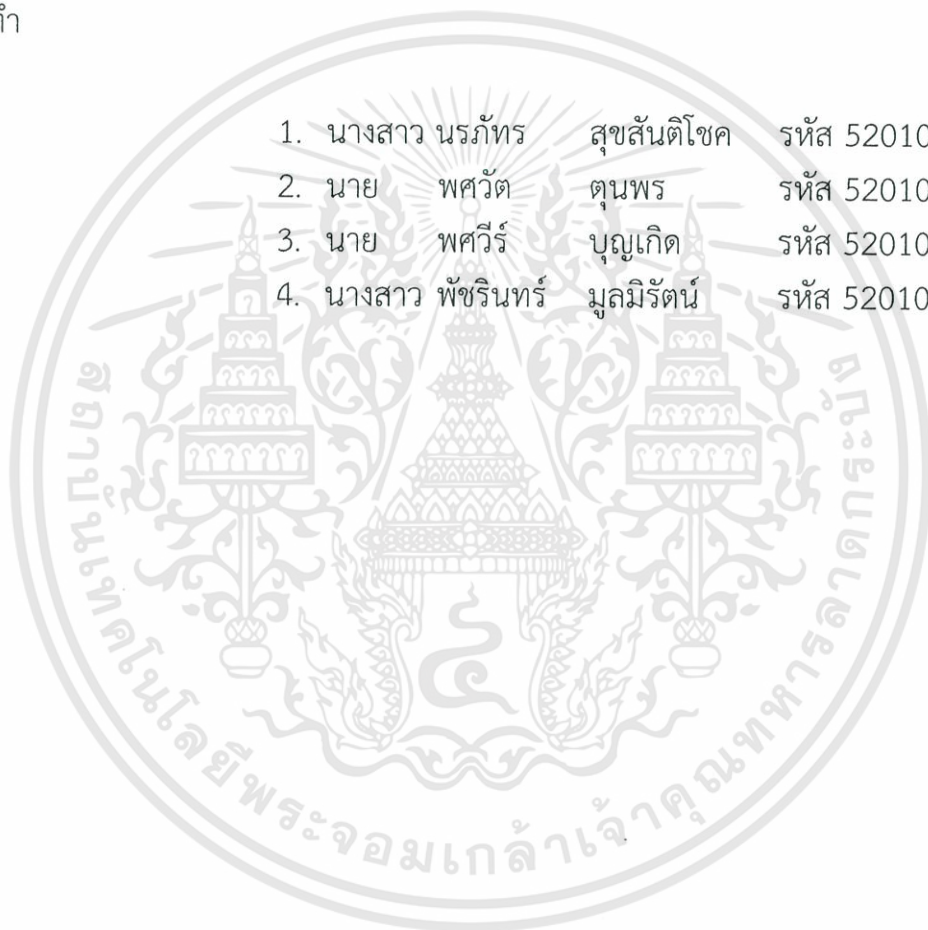 ทำ
1. นางสาว นรภัทร สุขสันติโชค รหัส 52010
2. นาย พศวัต ตุนพร รหัส 52010
3. นาย พศวีร์ บุญเกิด รหัส 52010
4. นางสาว พัชรินทร์ มูลมิรัตน์ รหัส 52010
สถาบันเทคโนโลยีพระจอมเกล้าเจ้าคุณทหารลาดกระบัง